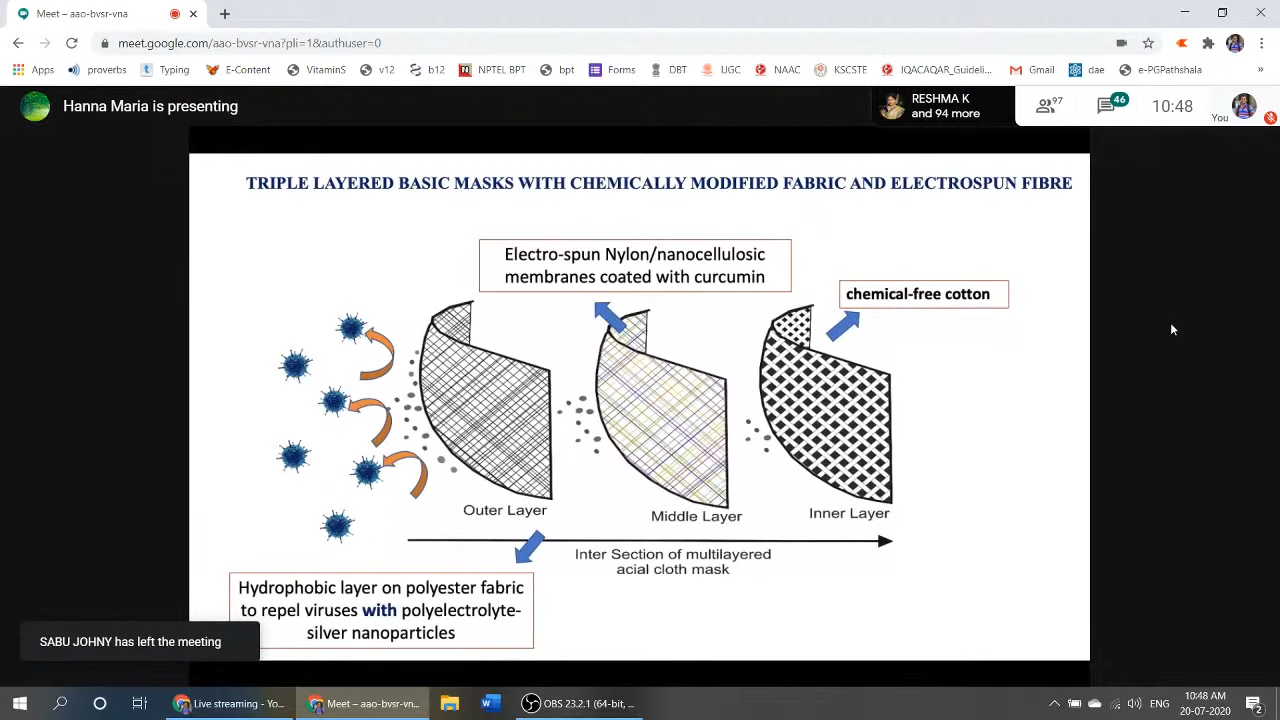 Meet – aao-bvsr-vna
meet.google.com/aao-bvsr-vna?pli=1&authuser=0
Apps proverbs Typing E-Content VitaminS v12 b12 NPTELBPT bpt Forms DBT UGC NAAC KSCSTE IQACAQAR_Guideli... Gmail dae e-PGPathshala »
Hanna Maria is presenting
RESHMA K
and 94 more
97
46
10:48
You
TRIPLE LAYERED BASIC MASKS WITH CHEMICALLY MODIFIED FABRIC AND ELECTROSPUN FIBRE
Electro-spun Nylon/nanocellulosic
membranes coated with curcumin
chemical-free cotton
Outer Layer
Middle Layer
Inner Layer
Inter Section of multilayered
acial cloth mask
Hydrophobic layer on polyester fabric
to repel viruses with polyelectrolyte-
silver nanoparticles
SABU JOHNY has left the meeting
Live streaming - Yo...
Meet – aao-bvsr-vn...
OBS 23.2.1 (64-bit, ...
ENG
10:48 AM
20-07-2020
2